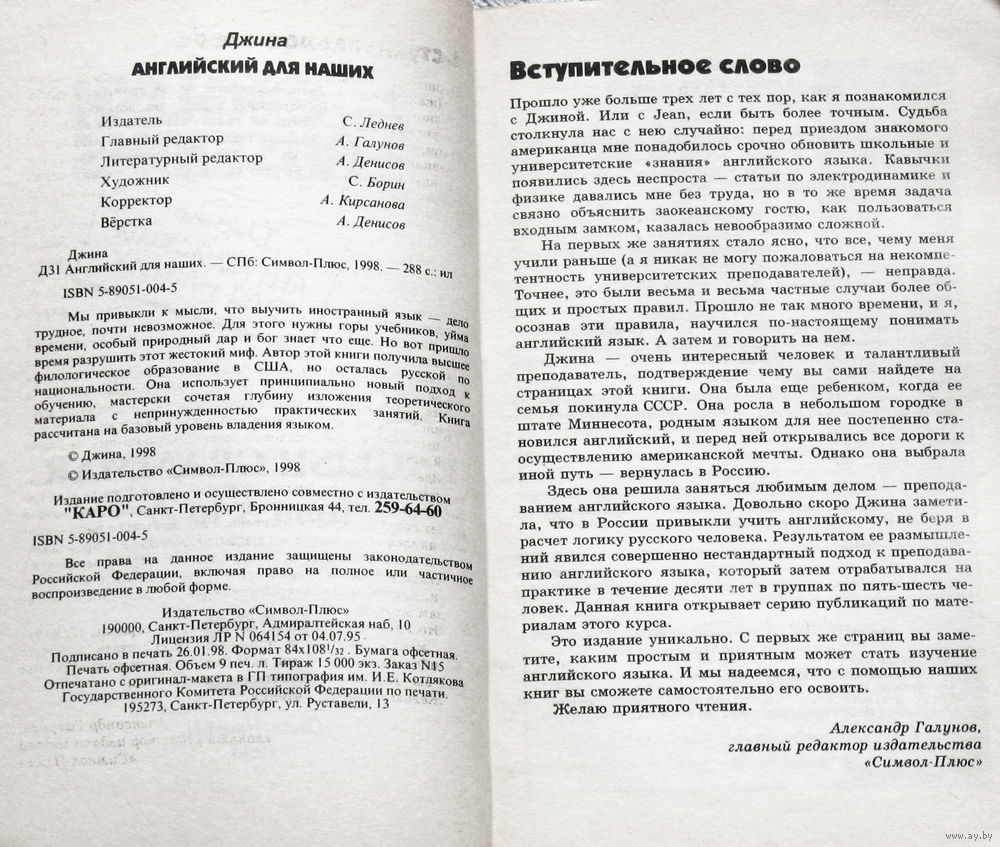 Джина
АНГЛИЙСКИЙ ДЛЯ НАШИХ
Издатель С. Леднев
Главный редактор А. Галунов
Литературный редактор А. Денисов
Художник С. Борин
Корректор А. Кирсанова
Вёрстка А. Денисов
Джина
Д31 Английский для наших. — СПб: Символ-Плюс, 1998. — 288 с.: ил
ISBN 5-89051-004-5
Мы привыкли к мысли, что выучить иностранный язык — дело
трудное, почти невозможное. Для этого нужны горы учебников, уйма
времени, особый природный дар и бог знает что еще. Но вот пришло
время разрушить этот жестокий миф. Автор этой книги получила высшее
филологическое образование в США, но осталась русской по
национальности. Она использует принципиально новый подход к
обучению, мастерски сочетая глубину изложения теоретического
материала с непринужденностью практических занятий. Книга
рассчитана на базовый уровень владения языком.
© Джина, 1998
© Издательство «Символ-Плюс», 1998
Издание подготовлено и осуществлено совместно с издательством
"КАРО", Санкт-Петербург, Бронницкая 44, тел. 259-64-60
ISBN 5-89051-004-5
Все права на данное издание защищены законодательством
Российской Федерации, включая право на полное или частичное
воспроизведение в любой форме.
Издательство «Символ-Плюс»
190000, Санкт-Петербург, Адмиралтейская наб, 10
Лицензия ЛР N 064154 от 04.07.95
Подписано в печать 26.01.98. Формат 84х108¹/₃₂ . Бумага офсетная.
Печать офсетная. Объем 9 печ. л. Тираж 15 000 экз. Заказ N15
Отпечатано с оригинал-макета в ГП типография им. И.Е. Котлякова
Государственного Комитета Российской Федерации по печати.
195273, Санкт-Петербург, ул. Руставели, 13
Вступительное слово
Прошло уже больше трех лет с тех пор, как я познакомился
с Джиной. Или с Jean, если быть более точным. Судьба
столкнула нас с нею случайно: перед приездом знакомого
американца мне понадобилось срочно обновить школьные и
университетские «знания» английского языка. Кавычки
появились здесь неспроста — статьи по электродинамике и
физике давались мне без труда, но в то же время задача
связно объяснить заокеанскому гостю, как пользоваться
входным замком, казалась невообразимо сложной.
На первых же занятиях стало ясно, что все, чему меня
учили раньше (а я никак не могу пожаловаться на некомпе-
тентность университетских преподавателей), — неправда.
Точнее, это были весьма и весьма частные случаи более об-
щих и простых правил. Прошло не так много времени, и я,
осознав эти правила, научился по-настоящему понимать
английский язык. А затем и говорить на нем.
Джина — очень интересный человек и талантливый
преподаватель, подтверждение чему вы сами найдете на
страницах этой книги. Она была еще ребенком, когда ее
семья покинула СССР. Она росла в небольшом городке в
штате Миннесота, родным языком для нее постепенно ста-
новился английский, и перед ней открывались все дороги к
осуществлению американской мечты. Однако она выбрала
иной путь — вернулась в Россию.
Здесь она решила заняться любимым делом — препода-
ванием английского языка. Довольно скоро Джина замети-
ла, что в России привыкли учить английскому, не беря в
расчет логику русского человека. Результатом ее размышле-
ний явился совершенно нестандартный подход к преподава-
нию английского языка, который затем отрабатывался на
практике в течение десяти лет в группах по пять-шесть че-
ловек. Данная книга открывает серию публикаций по мате-
риалам этого курса.
Это издание уникально. С первых же страниц вы заме-
тите, каким простым и приятным может стать изучение
английского языка. И мы надеемся, что с помощью наших
книг вы сможете самостоятельно его освоить.
Желаю приятного чтения.
Александр Галунов,
главный редактор издательства
«Символ-Плюс»
www.ay.by